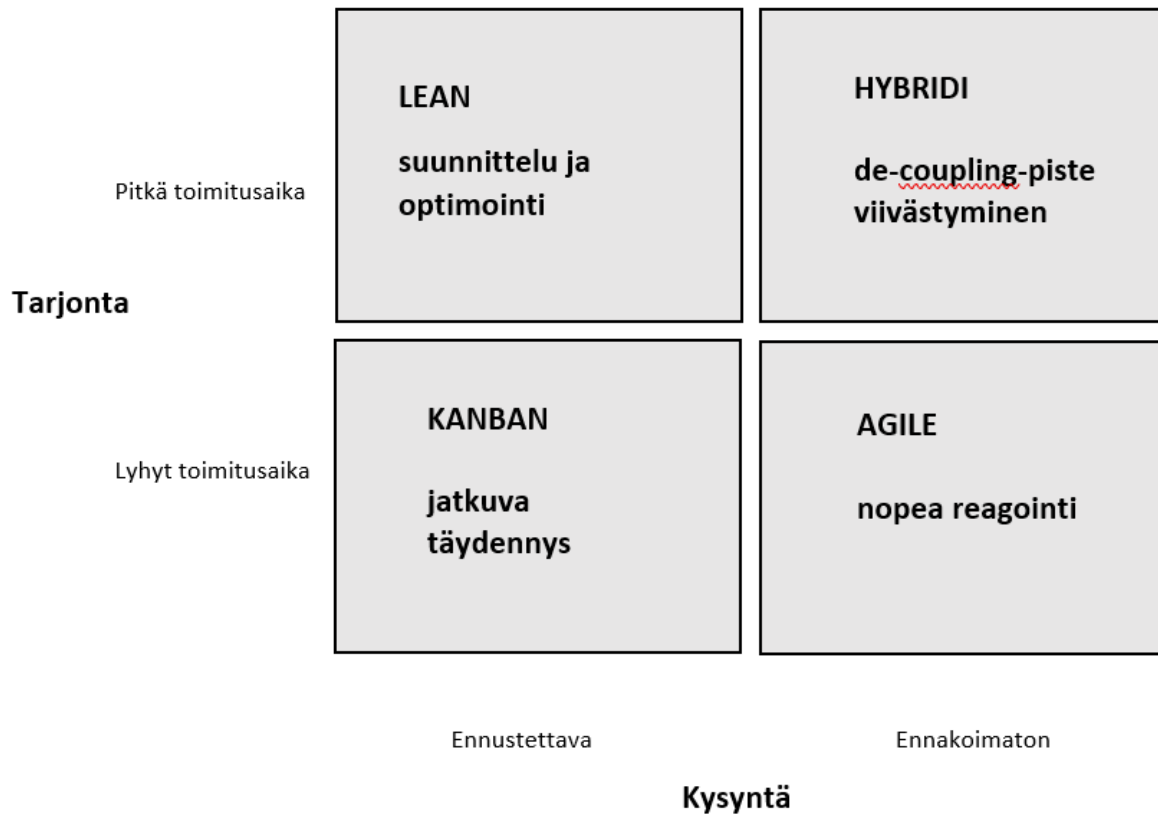 LEAN
suunnittelu ja
optimointi
HYBRIDI
de-coupling-piste
viivästyminen
Pitkä toimitusaika
Tarjonta
KANBAN
jatkuva
täydennys
AGILE
nopea reagointi
Lyhyt toimitusaika
Ennustettava
Ennakoimaton
Kysyntä